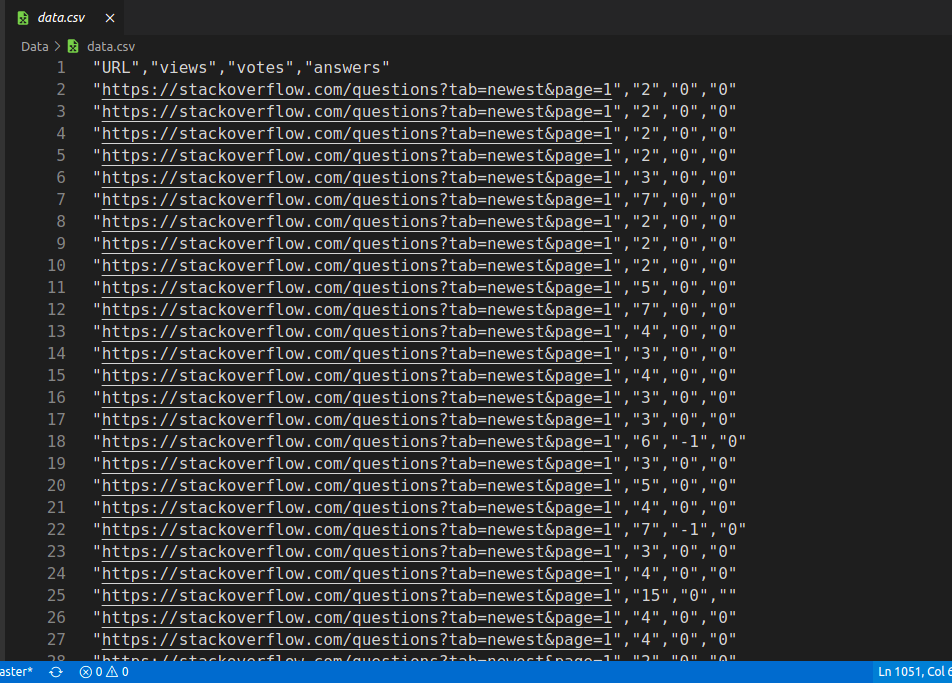 data.csv ×
Data > data.csv
1 "URL","views","votes","answers"
2 "https://stackoverflow.com/questions?tab=newest&page=1","2","0","0"
3 "https://stackoverflow.com/questions?tab=newest&page=1","2","0","0"
4 "https://stackoverflow.com/questions?tab=newest&page=1","2","0","0"
5 "https://stackoverflow.com/questions?tab=newest&page=1","2","0","0"
6 "https://stackoverflow.com/questions?tab=newest&page=1","3","0","0"
7 "https://stackoverflow.com/questions?tab=newest&page=1","7","0","0"
8 "https://stackoverflow.com/questions?tab=newest&page=1","2","0","0"
9 "https://stackoverflow.com/questions?tab=newest&page=1","2","0","0"
10 "https://stackoverflow.com/questions?tab=newest&page=1","2","0","0"
11 "https://stackoverflow.com/questions?tab=newest&page=1","5","0","0"
12 "https://stackoverflow.com/questions?tab=newest&page=1","7","0","0"
13 "https://stackoverflow.com/questions?tab=newest&page=1","4","0","0"
14 "https://stackoverflow.com/questions?tab=newest&page=1","3","0","0"
15 "https://stackoverflow.com/questions?tab=newest&page=1","4","0","0"
16 "https://stackoverflow.com/questions?tab=newest&page=1","3","0","0"
17 "https://stackoverflow.com/questions?tab=newest&page=1","3","0","0"
18 "https://stackoverflow.com/questions?tab=newest&page=1","6","-1","0"
19 "https://stackoverflow.com/questions?tab=newest&page=1","3","0","0"
20 "https://stackoverflow.com/questions?tab=newest&page=1","5","0","0"
21 "https://stackoverflow.com/questions?tab=newest&page=1","4","0","0"
22 "https://stackoverflow.com/questions?tab=newest&page=1","7","-1","0"
23 "https://stackoverflow.com/questions?tab=newest&page=1","3","0","0"
24 "https://stackoverflow.com/questions?tab=newest&page=1","4","0","0"
25 "https://stackoverflow.com/questions?tab=newest&page=1","15","0",""
26 "https://stackoverflow.com/questions?tab=newest&page=1","4","0","0"
27 "https://stackoverflow.com/questions?tab=newest&page=1","4","0","0"
28 "https://stackoverflow.com/questions?tab=newest&page=1","2","0","0"
aster* 0 0 Ln 1051, Col 6